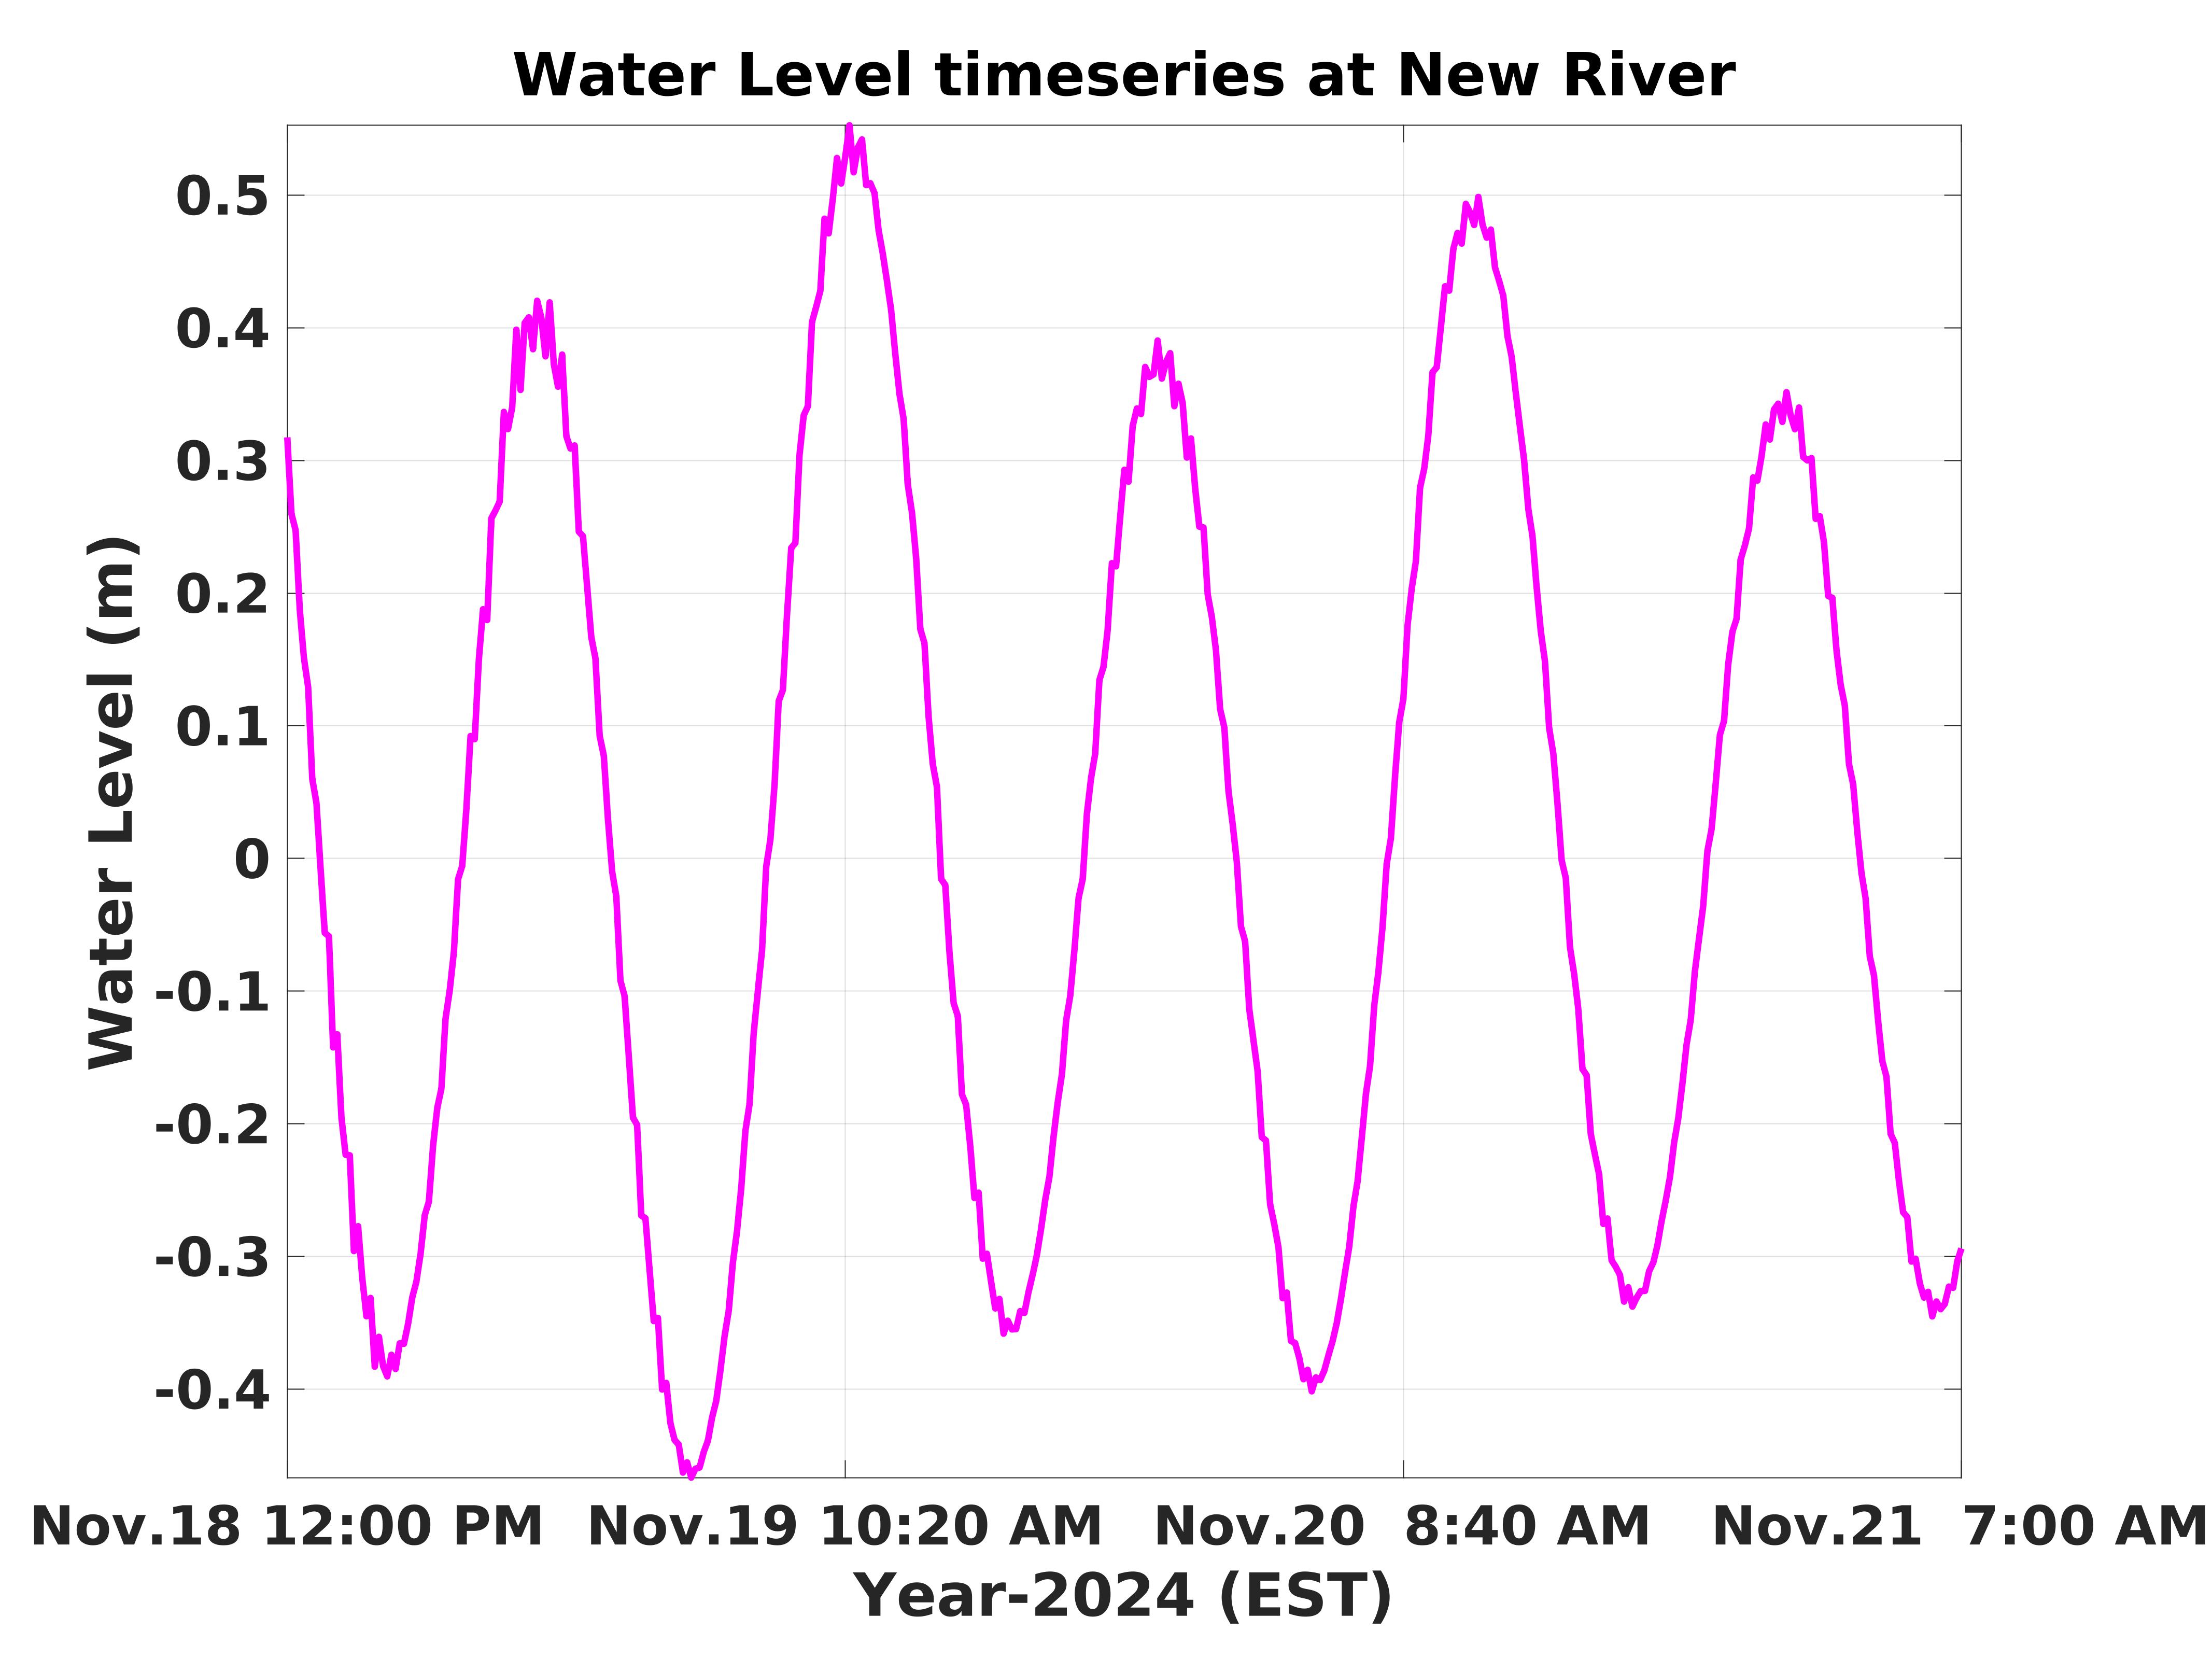 Water Level timeseries at New River
0.5
0.4
0.3
0.2
0.1
0
-0.1
-0.2
-0.3
-0.4
Water Level (m)
Nov.18 12:00 PM Nov.19 10:20 AM Nov.20 8:40 AM Nov.21 7:00 AM
Year-2024 (EST)